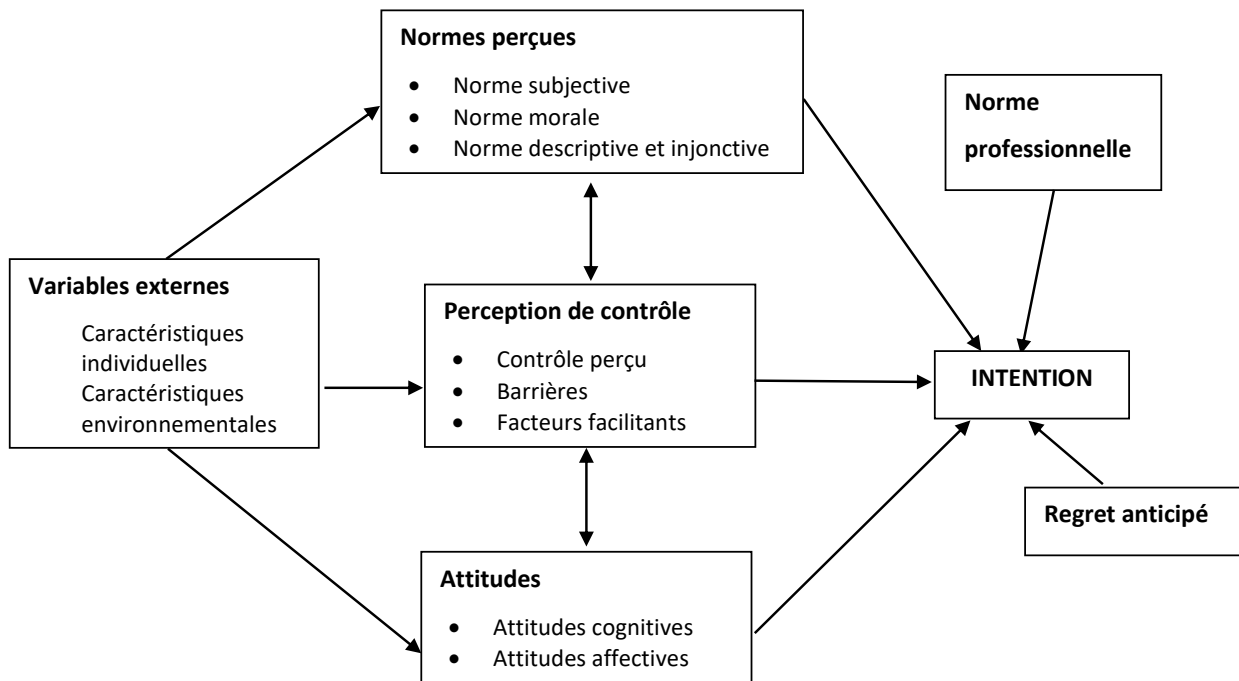 Normes perçues
• Norme subjective
• Norme morale
• Norme descriptive et injonctive
Norme
professionnelle
Variables externes
Caractéristiques
individuelles
Caractéristiques
environnementales
Perception de contrôle
• Contrôle perçu
• Barrières
• Facteurs facilitants
INTENTION
Regret anticipé
Attitudes
• Attitudes cognitives
• Attitudes affectives